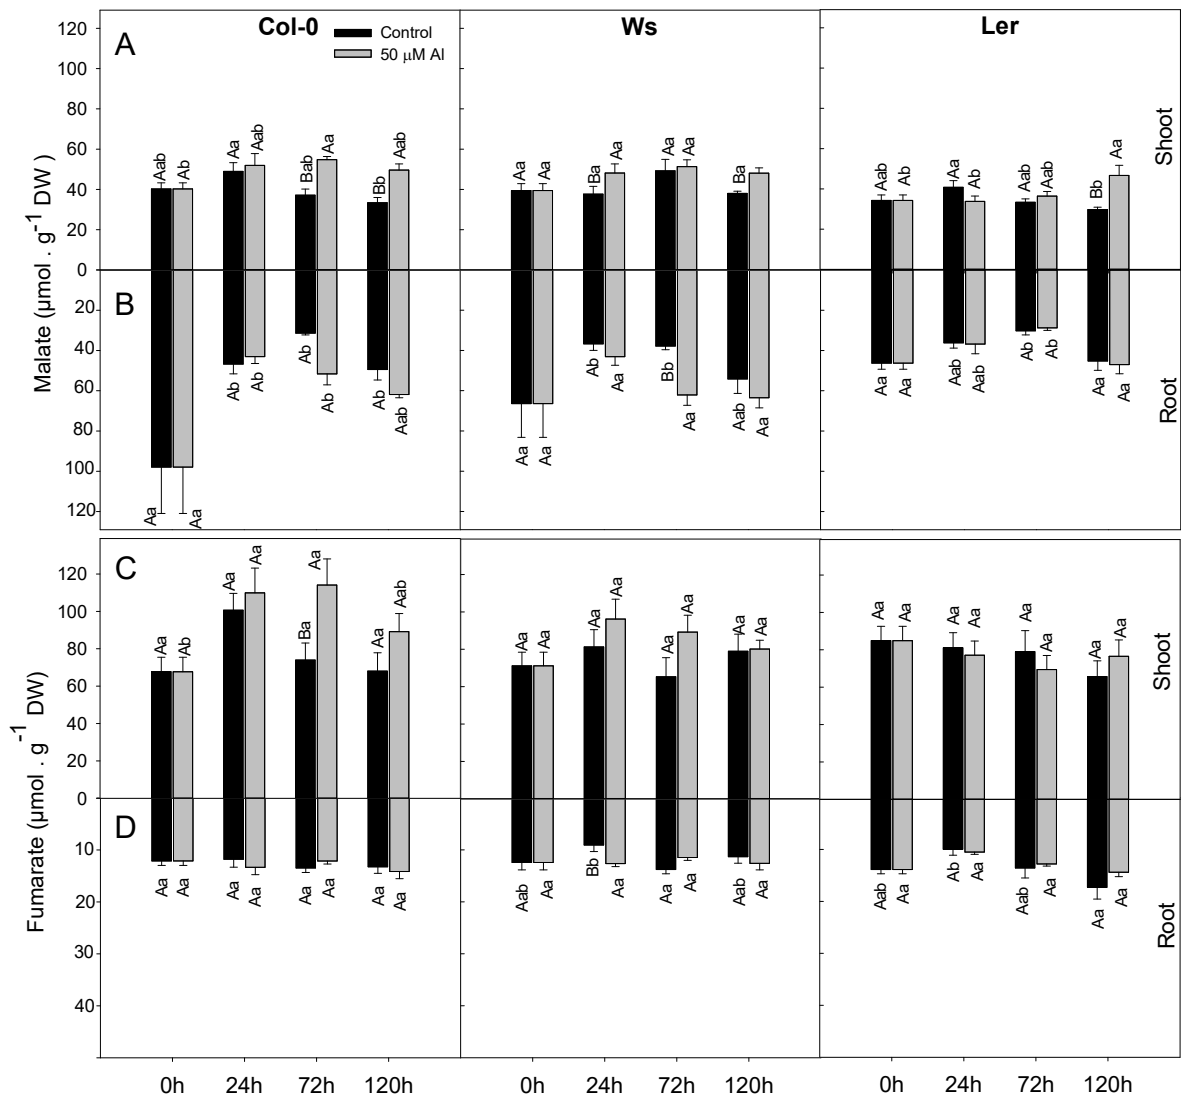 Col-0
Ws
Ler
Control
50 µM Al
A
120
100
80
60
40
20
0
Aab Ab Aa Aab Bab Aa Bb Aab
Aa Aa Ba Aa Aa Aa Ba Aa
Aab Ab Aa Ab Aab Aab Bb Aa
Shoot
Malate (µmol . g⁻¹ DW )
B
20
40
60
80
100
120
Aa Aa Ab Ab Ab Ab Ab Aab
Aa Aa Ab Aa Bb Aa Aab Aa
Aa Aa Aab Aab Ab Ab Aa Aa
Root
C
120
100
80
60
40
20
0
Aa Ab Aa Aa Ba Aa Aa Aab
Aa Aa Aa Aa Aa Aa Aa Aa
Aa Aa Aa Aa Aa Aa Aa Aa
Shoot
Fumarate (µmol . g⁻¹ DW)
D
10
20
30
40
Aa Aa Aa Aa Aa Aa Aa Aa
Aab Aa Bb Aa Aa Aa Aab Aa
Aab Aa Ab Aa Aab Aa Aa Aa
Root
0h 24h 72h 120h
0h 24h 72h 120h
0h 24h 72h 120h